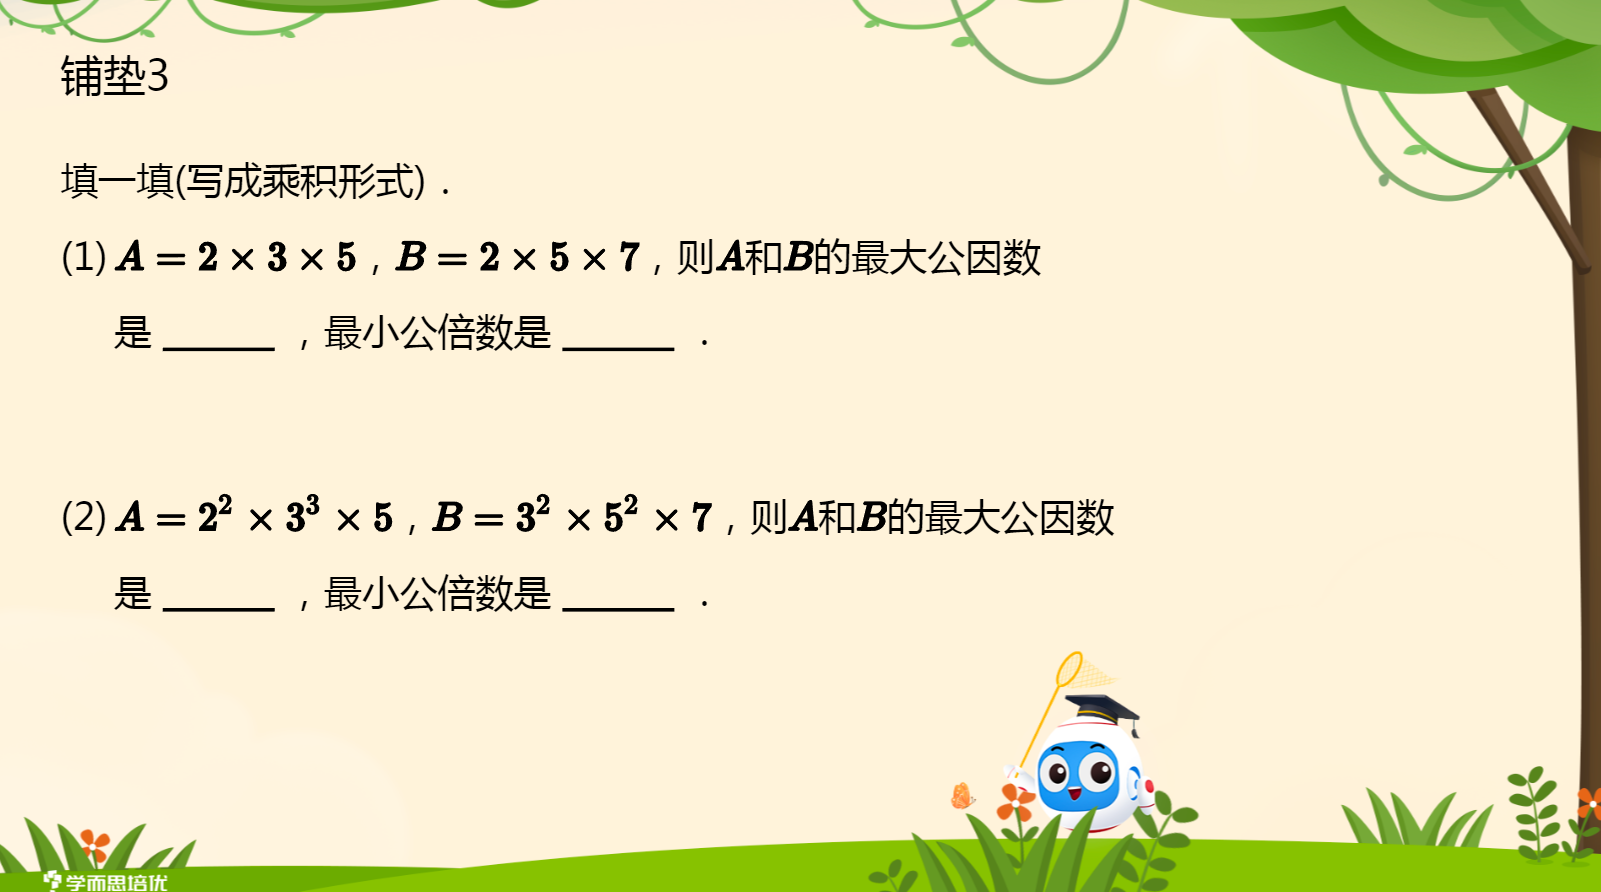 铺垫3
填一填(写成乘积形式)．
(1) A = 2 × 3 × 5，B = 2 × 5 × 7，则A和B的最大公因数
是 ______ ，最小公倍数是 ______ ．
(2) A = 2² × 3³ × 5，B = 3² × 5² × 7，则A和B的最大公因数
是 ______ ，最小公倍数是 ______ ．
学而思培优